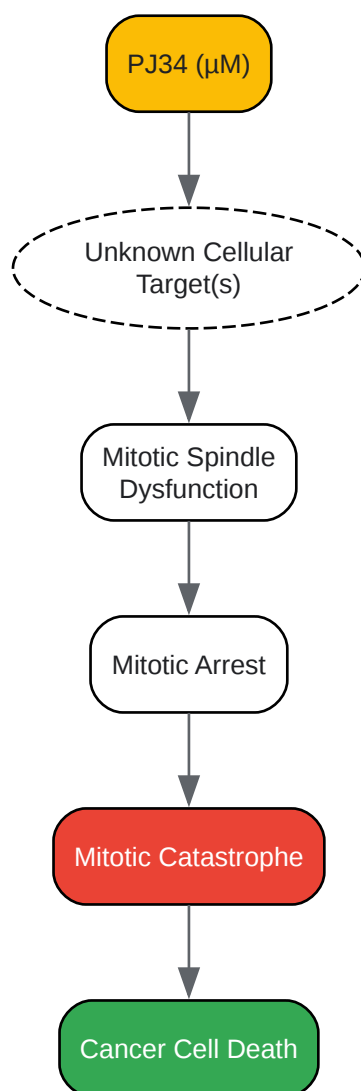 PJ34 (µM)
Unknown Cellular
Target(s)
Mitotic Spindle
Dysfunction
Mitotic Arrest
Mitotic Catastrophe
Cancer Cell Death